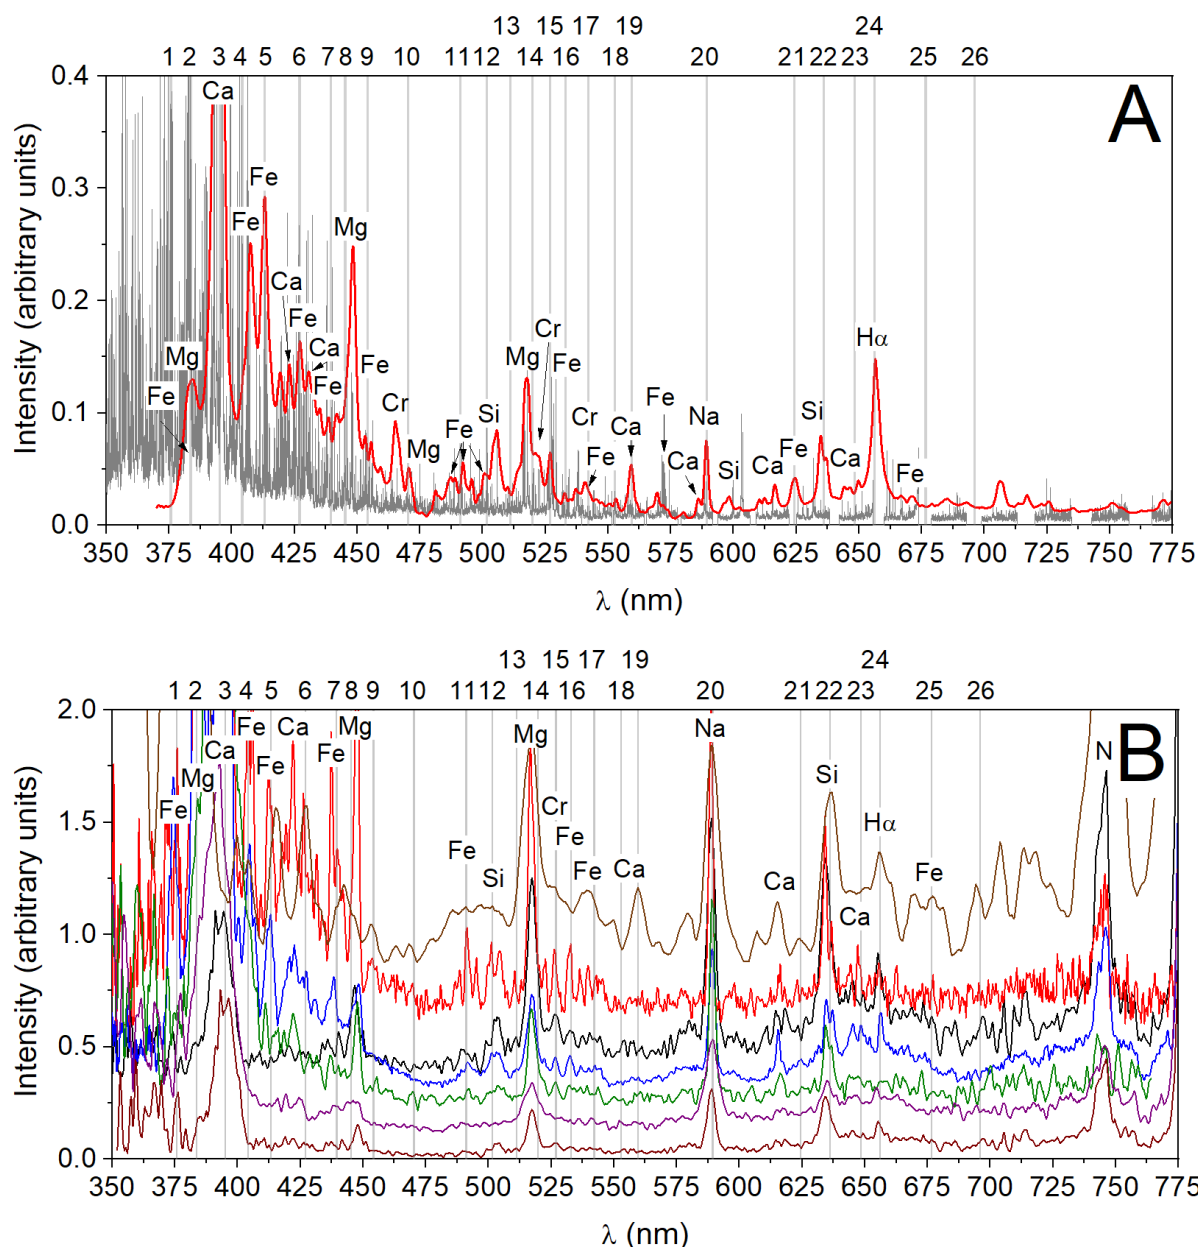 13 15 17 19 24
1 2 3 4 5 6 7 8 9 10 11 12 14 16 18 20 21 22 23 25 26
0.4
0.3
0.2
0.1
0.0
Intensity (arbitrary units)
A
Ca
Fe
Fe
Mg
Ca
Fe
Ca
Mg
Fe
Fe
Fe
Cr
Mg
Fe
Si
Mg
Cr
Fe
Cr
Fe
Ca
Fe
Ca
Na
Si
Ca
Fe
Si
Ca
Hα
Fe
350 375 400 425 450 475 500 525 550 575 600 625 650 675 700 725 750 775
λ (nm)
13 15 17 19 24
1 2 3 4 5 6 7 8 9 10 11 12 14 16 18 20 21 22 23 25 26
2.0
1.5
1.0
0.5
0.0
Intensity (arbitrary units)
B
Fe
Mg
Ca
Fe
Fe
Ca
Fe
Mg
Fe
Si
Mg
Cr
Fe
Fe
Ca
Na
Ca
Si
Ca
Hα
Fe
N
350 375 400 425 450 475 500 525 550 575 600 625 650 675 700 725 750 775
λ (nm)